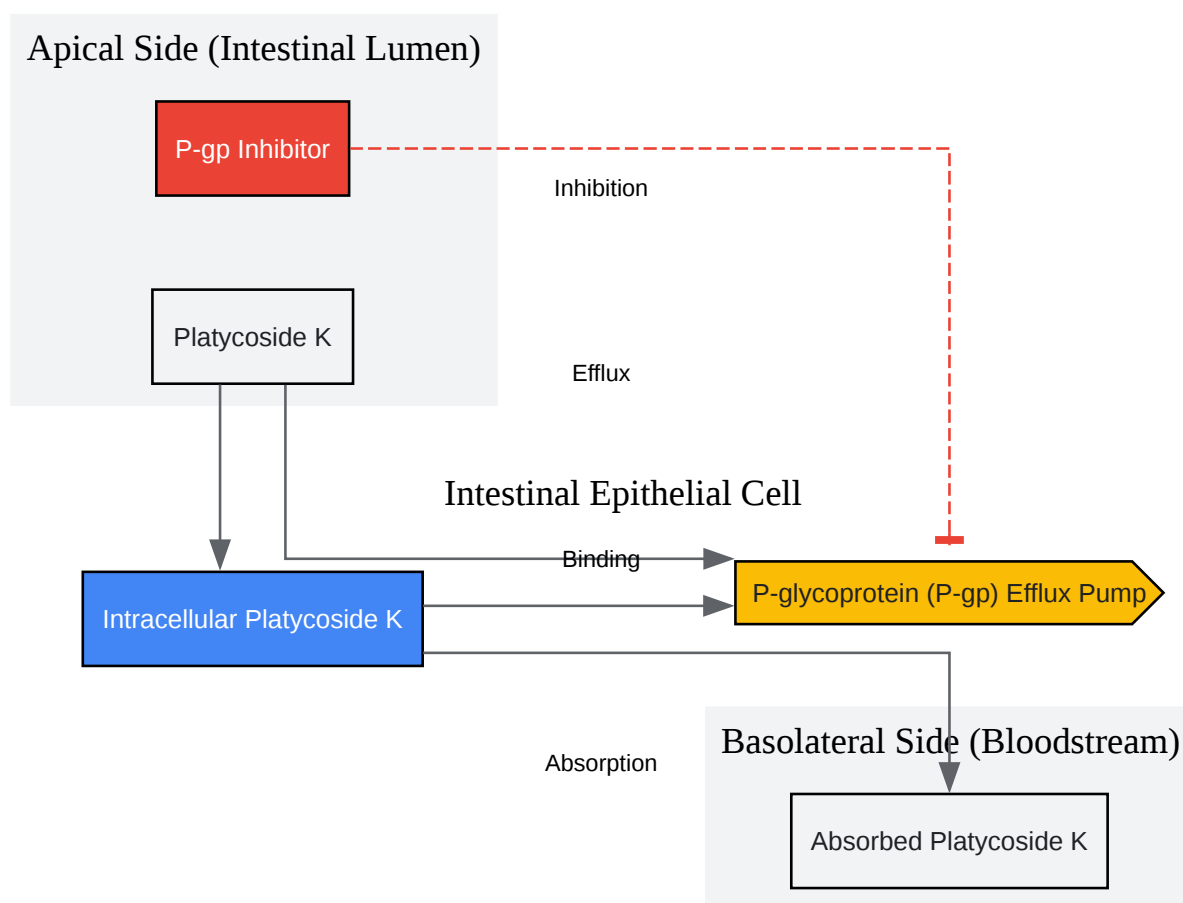 Apical Side (Intestinal Lumen)
P-gp Inhibitor
Inhibition
Platycoside K
Efflux
Intestinal Epithelial Cell
Binding
P-glycoprotein (P-gp) Efflux Pump
Intracellular Platycoside K
Basolateral Side (Bloodstream)
Absorption
Absorbed Platycoside K